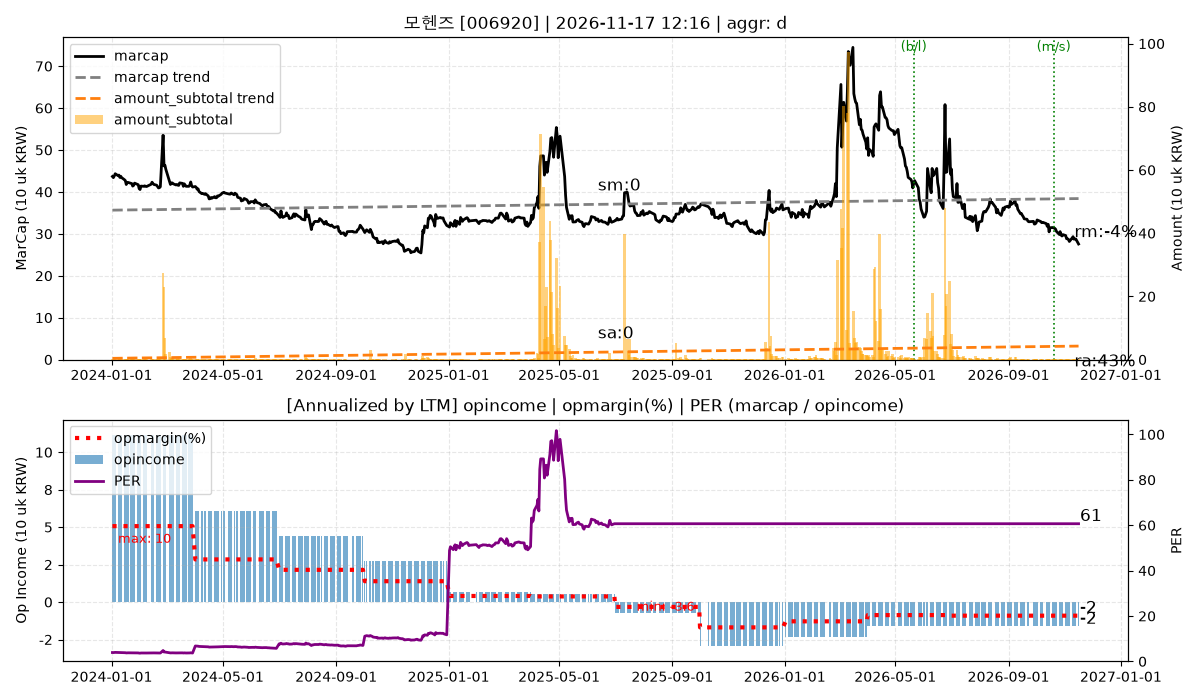 모헨즈 [006920] | 2026-11-17 12:16 | aggr: d
marcap
marcap trend
amount_subtotal trend
amount_subtotal
(b/l)
(m/s)
sm:0
sa:0
rm:-4%
ra:43%
MarCap (10 uk KRW)
70
60
50
40
30
20
10
0
Amount (10 uk KRW)
100
80
60
40
20
0
2024-01-01 2024-05-01 2024-09-01 2025-01-01 2025-05-01 2025-09-01 2026-01-01 2026-05-01 2026-09-01 2027-01-01
[Annualized by LTM] opincome | opmargin(%) | PER (marcap / opincome)
opmargin(%)
opincome
PER
max: 10
61
-2
-2
Op Income (10 uk KRW)
10
8
5
2
0
-2
PER
100
80
60
40
20
0
2024-01-01 2024-05-01 2024-09-01 2025-01-01 2025-05-01 2025-09-01 2026-01-01 2026-05-01 2026-09-01 2027-01-01